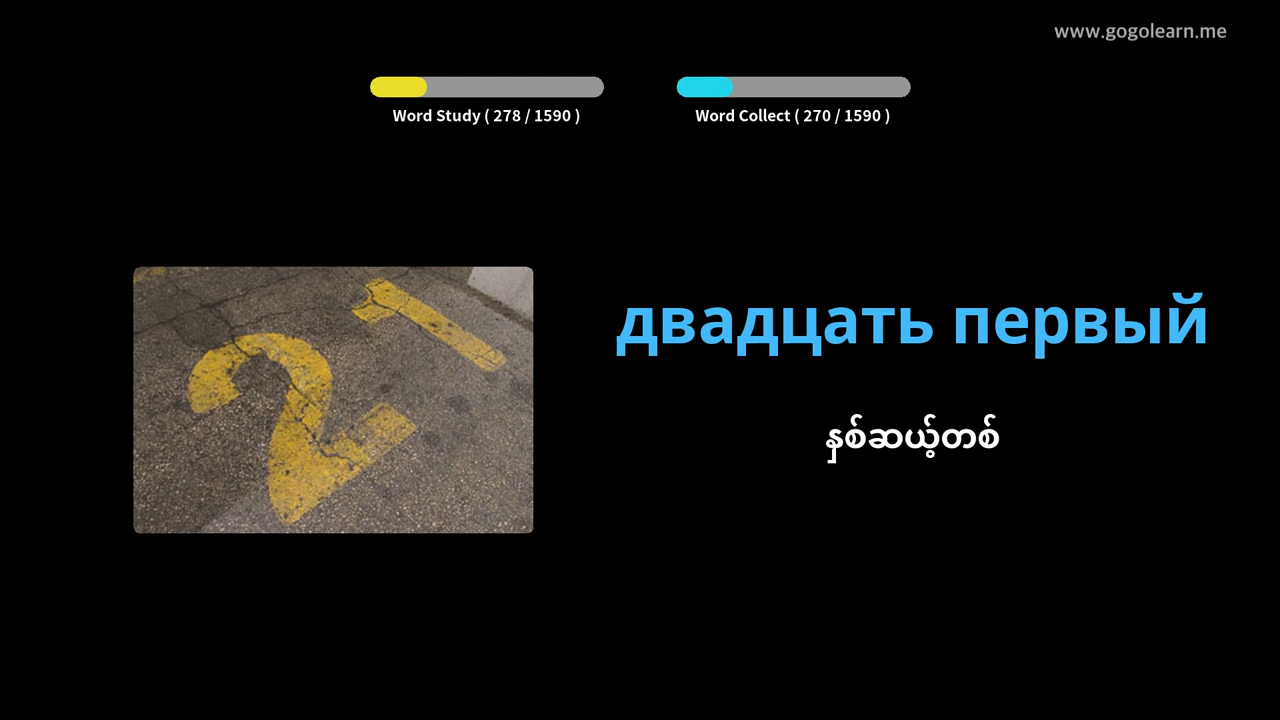 www.gogolearn.me
Word Study ( 278 / 1590 )
Word Collect ( 270 / 1590 )
21
двадцать первый
နှစ်ဆယ့်တစ်